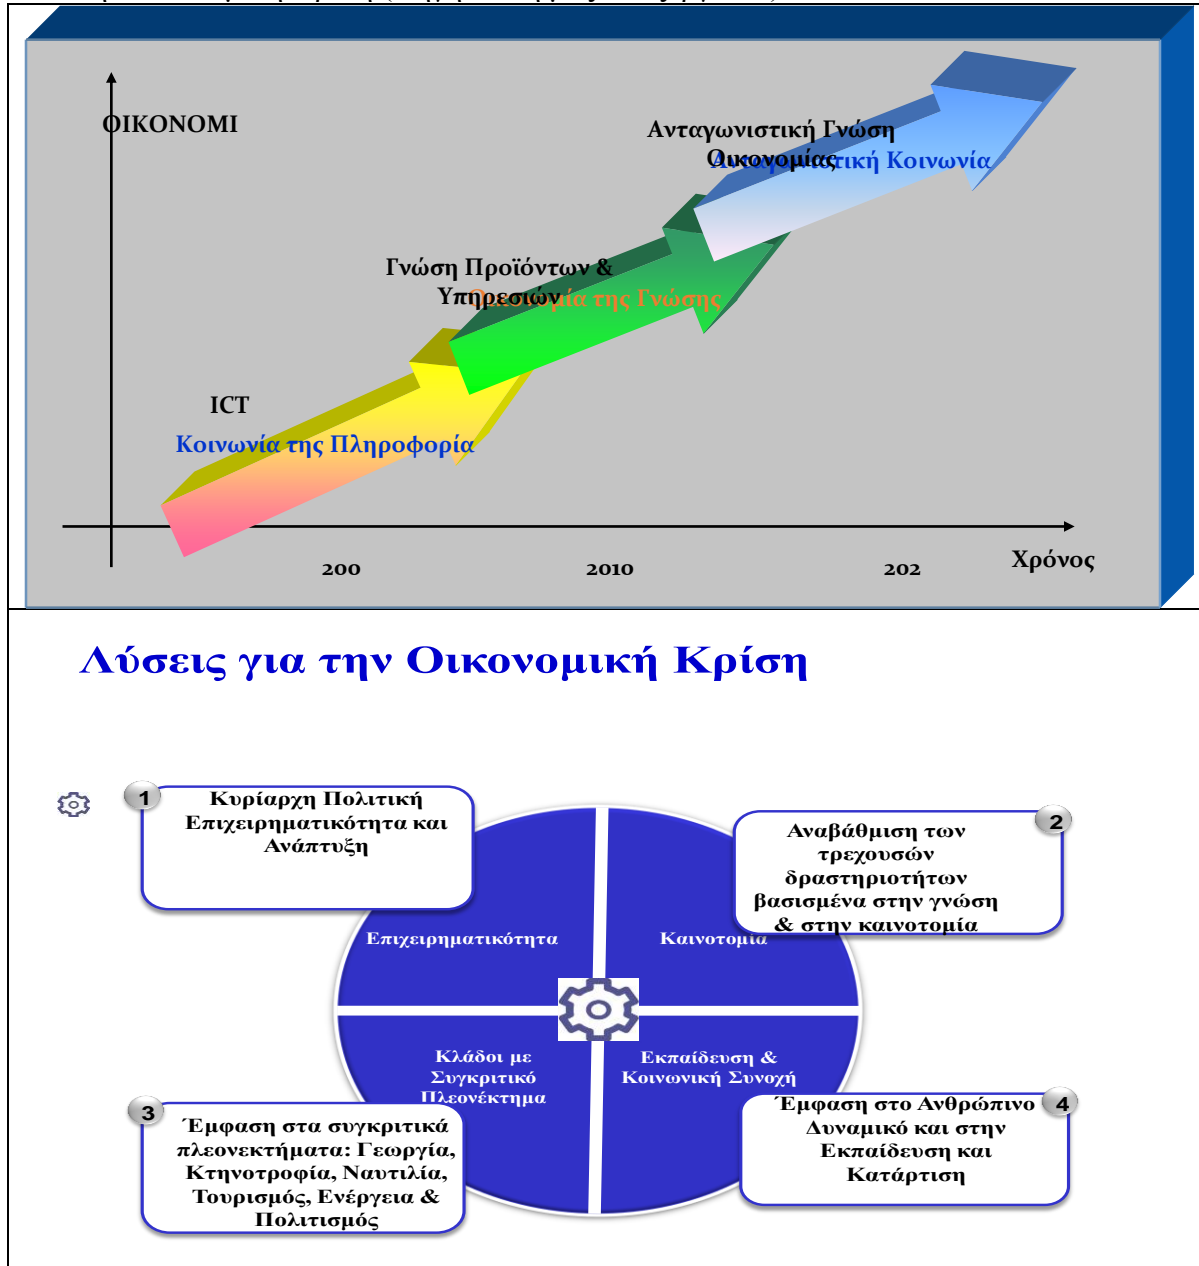 ΟΙΚΟΝΟΜΙ
Ανταγωνιστική Γνώση
Οικονομίας
Ανταγωνιστική Κοινωνία
Γνώση Προϊόντων &
Υπηρεσιών
Οικονομία της Γνώσης
ICT
Κοινωνία της Πληροφορία
200
2010
202
Χρόνος
Λύσεις για την Οικονομική Κρίση
1
Κυρίαρχη Πολιτική
Επιχειρηματικότητα και
Ανάπτυξη
2
Αναβάθμιση των
τρεχουσών
δραστηριοτήτων
βασισμένα στην γνώση
& στην καινοτομία
Επιχειρηματικότητα
Καινοτομία
Κλάδοι με
Συγκριτικό
Πλεονέκτημα
Εκπαίδευση &
Κοινωνική Συνοχή
3
Έμφαση στα συγκριτικά
πλεονεκτήματα: Γεωργία,
Κτηνοτροφία, Ναυτιλία,
Τουρισμός, Ενέργεια &
Πολιτισμός
4
Έμφαση στο Ανθρώπινο
Δυναμικό και στην
Εκπαίδευση και
Κατάρτιση